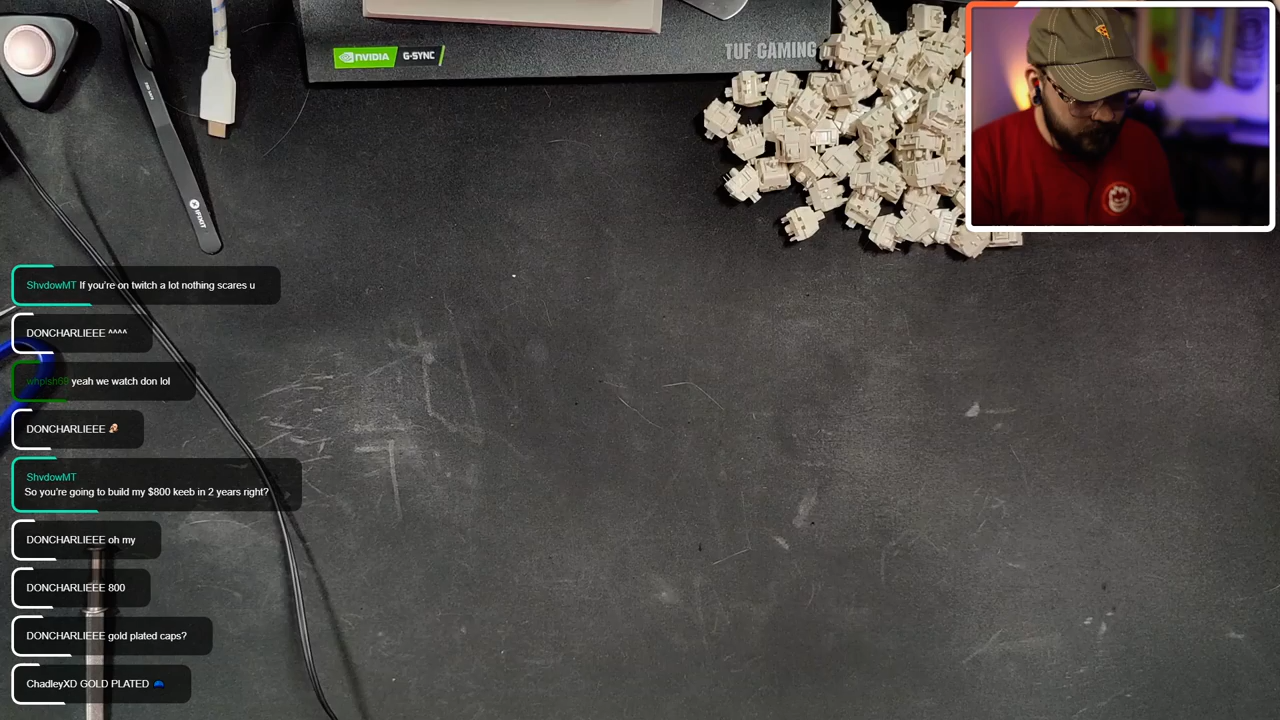 NVIDIA G-SYNC
TUF GAMING
IFIXIT
ShvdowMT If you're on twitch a lot nothing scares u
DONCHARLIEEE ^^^^
whplsh69 yeah we watch don lol
DONCHARLIEEE
ShvdowMT
So you're going to build my $800 keeb in 2 years right?
DONCHARLIEEE oh my
DONCHARLIEEE 800
DONCHARLIEEE gold plated caps?
ChadleyXD GOLD PLATED 🧢